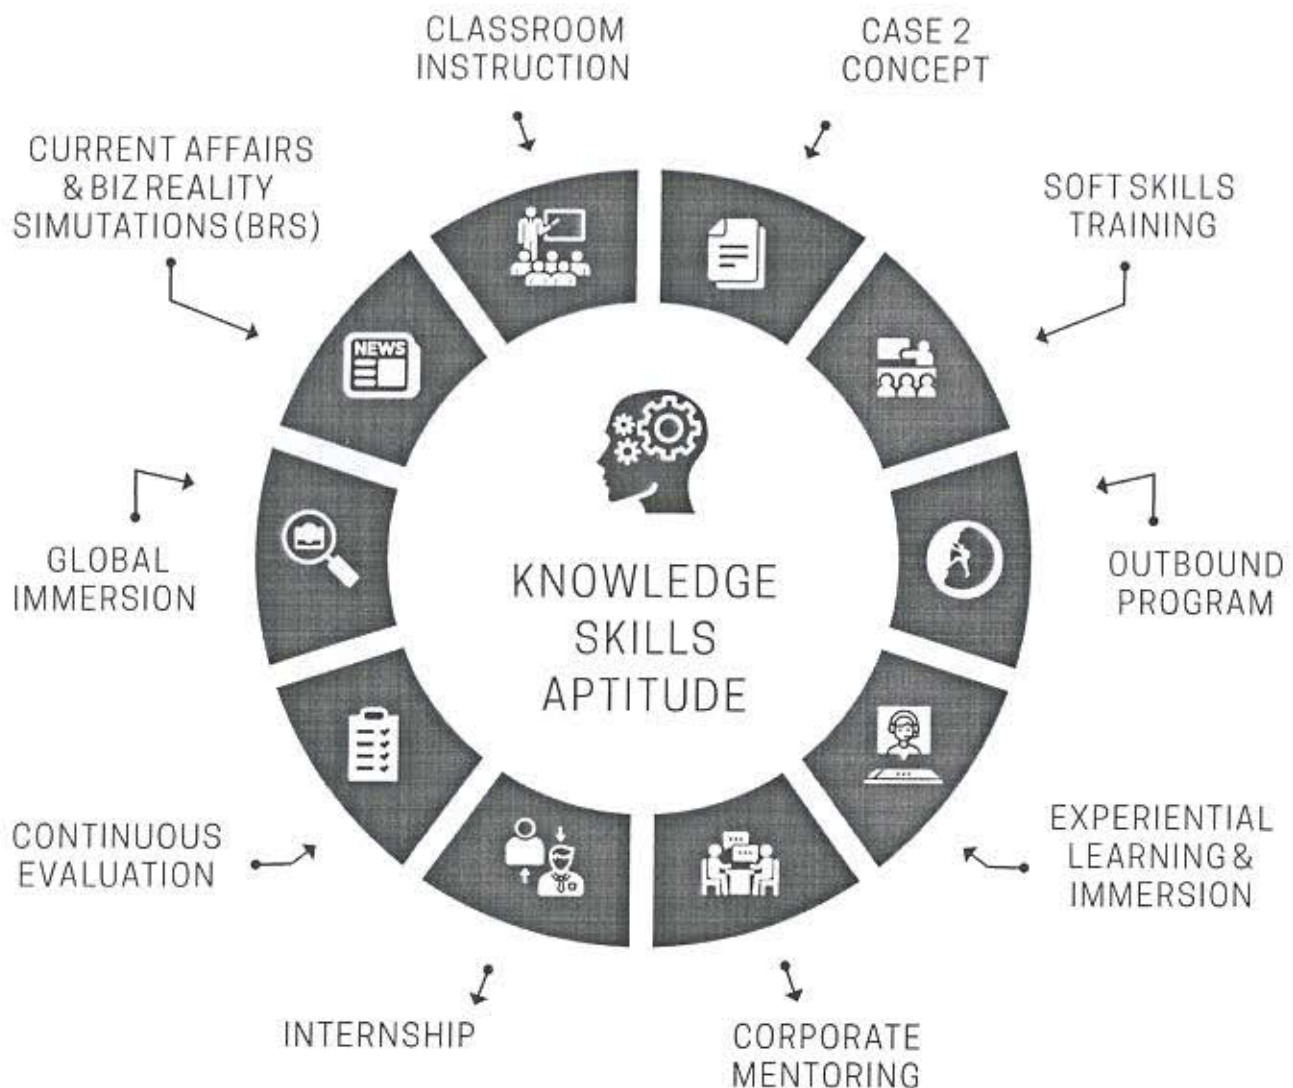 CLASSROOM
INSTRUCTION
CASE 2
CONCEPT
CURRENT AFFAIRS
& BIZ REALITY
SIMUTATIONS (BRS)
SOFT SKILLS
TRAINING
NEWS
GLOBAL
IMMERSION
KNOWLEDGE
SKILLS
APTITUDE
OUTBOUND
PROGRAM
CONTINUOUS
EVALUATION
EXPERIENTIAL
LEARNING &
IMMERSION
INTERNSHIP
CORPORATE
MENTORING